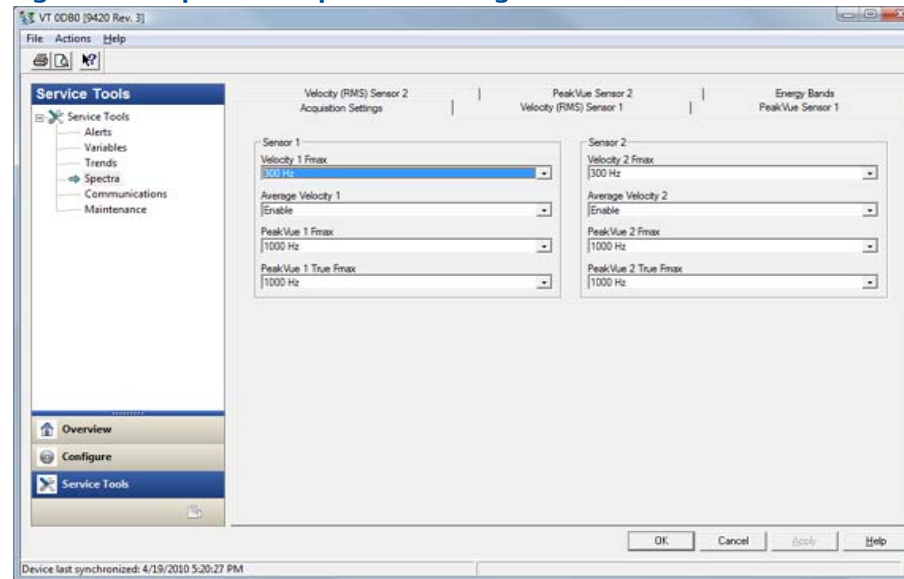 VT 0DB0 [9420 Rev. 3]
File Actions Help
Service Tools
Service Tools
Alerts
Variables
Trends
Spectra
Communications
Maintenance
Overview
Configure
Service Tools
Velocity (RMS) Sensor 2 | PeakVue Sensor 2 | Energy Bands
Acquisition Settings | Velocity (RMS) Sensor 1 | PeakVue Sensor 1
Sensor 1
Velocity 1 Fmax
300 Hz
Average Velocity 1
Enable
PeakVue 1 Fmax
1000 Hz
PeakVue 1 True Fmax
1000 Hz
Sensor 2
Velocity 2 Fmax
300 Hz
Average Velocity 2
Enable
PeakVue 2 Fmax
1000 Hz
PeakVue 2 True Fmax
1000 Hz
OK Cancel Apply Help
Device last synchronized: 4/19/2010 5:20:27 PM